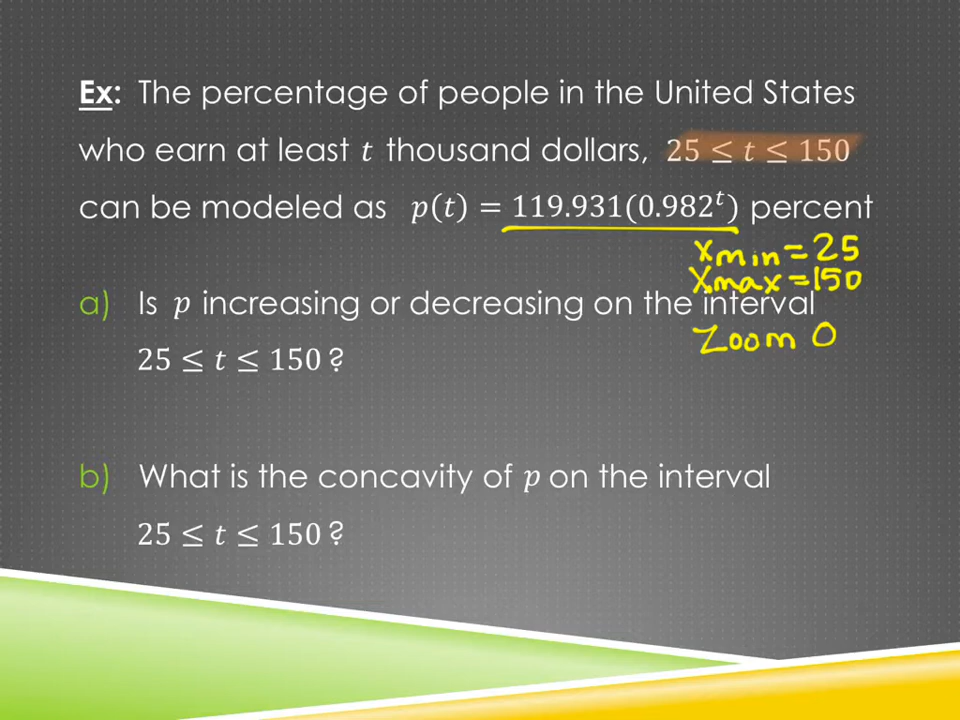 Ex: The percentage of people in the United States
who earn at least t thousand dollars, 25 ≤ t ≤ 150
can be modeled as p(t) = 119.931(0.982ᵗ) percent
xmin=25
Xmax=150
a) Is p increasing or decreasing on the interval
Zoom 0
25 ≤ t ≤ 150 ?
b) What is the concavity of p on the interval
25 ≤ t ≤ 150 ?